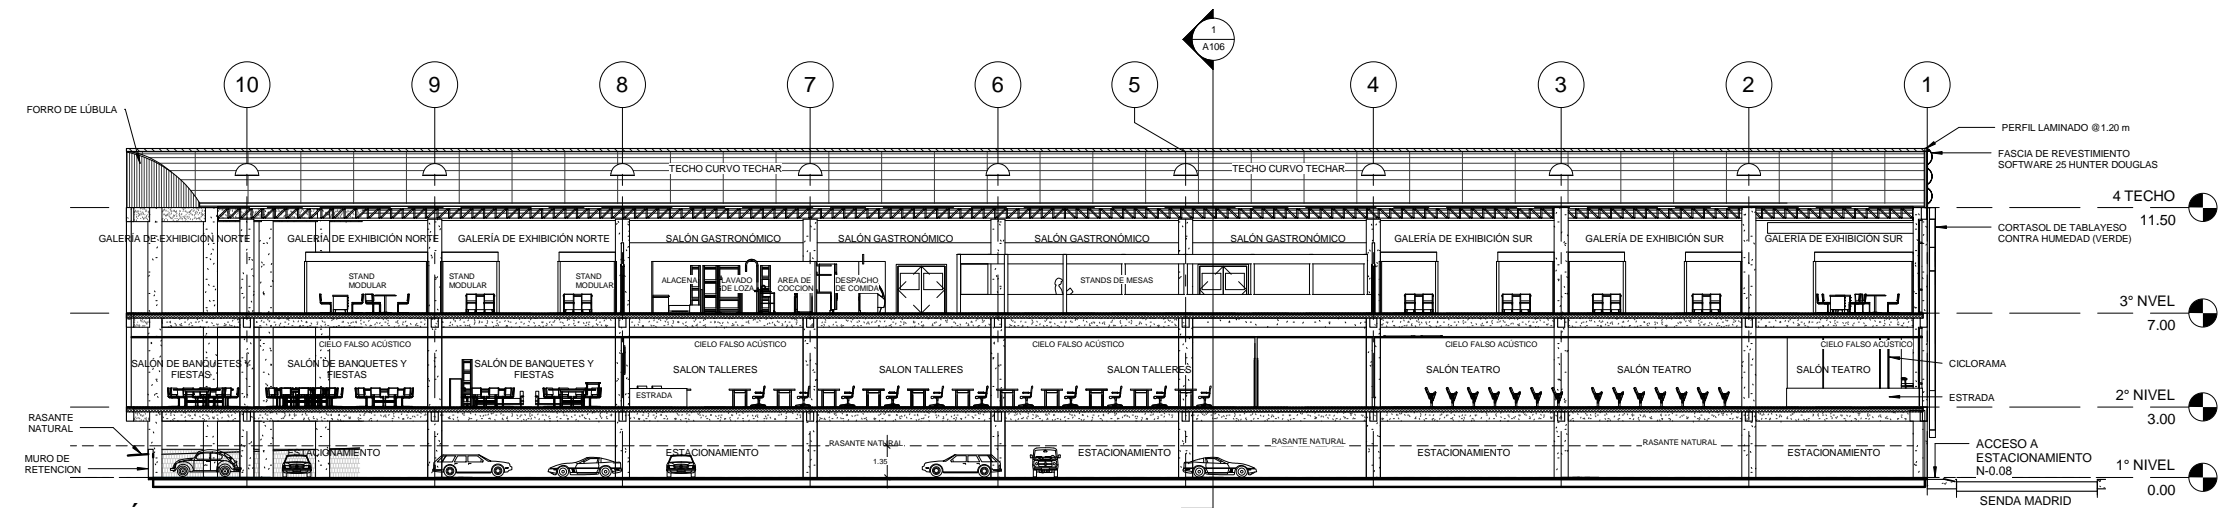 1
A106
10
9
8
7
6
5
4
3
2
1
FORRO DE LÚBULA
PERFIL LAMINADO @1.20 m
FASCIA DE REVESTIMIENTO
SOFTWARE 25 HUNTER DOUGLAS
TECHO CURVO TECHAR
TECHO CURVO TECHAR
4 TECHO
11.50
CORTASOL DE TABLAYESO
CONTRA HUMEDAD (VERDE)
GALERÍA DE EXHIBICIÓN NORTE
GALERÍA DE EXHIBICIÓN NORTE
GALERÍA DE EXHIBICIÓN NORTE
SALÓN GASTRONÓMICO
SALÓN GASTRONÓMICO
SALÓN GASTRONÓMICO
SALÓN GASTRONÓMICO
GALERÍA DE EXHIBICIÓN SUR
GALERÍA DE EXHIBICIÓN SUR
GALERÍA DE EXHIBICIÓN SUR
STAND
MODULAR
STAND
MODULAR
STAND
MODULAR
ALACENA
LAVADO
DE LOZA
AREA DE
COCCION
DESPACHO
DE COMIDA
STANDS DE MESAS
3° NVEL
7.00
CIELO FALSO ACÚSTICO
CIELO FALSO ACÚSTICO
CIELO FALSO ACÚSTICO
CIELO FALSO ACÚSTICO
CIELO FALSO ACÚSTICO
SALÓN DE BANQUETES Y
FIESTAS
SALÓN DE BANQUETES Y
FIESTAS
SALÓN DE BANQUETES Y
FIESTAS
SALON TALLERES
SALON TALLERES
SALON TALLERES
SALÓN TEATRO
SALÓN TEATRO
SALÓN TEATRO
CICLORAMA
ESTRADA
ESTRADA
2° NIVEL
3.00
RASANTE
NATURAL
RASANTE NATURAL
RASANTE NATURAL
RASANTE NATURAL
MURO DE
RETENCION
ESTACIONAMIENTO
ESTACIONAMIENTO
1.35
ESTACIONAMIENTO
ESTACIONAMIENTO
ESTACIONAMIENTO
ACCESO A
ESTACIONAMIENTO
N-0.08
1° NIVEL
0.00
SENDA MADRID